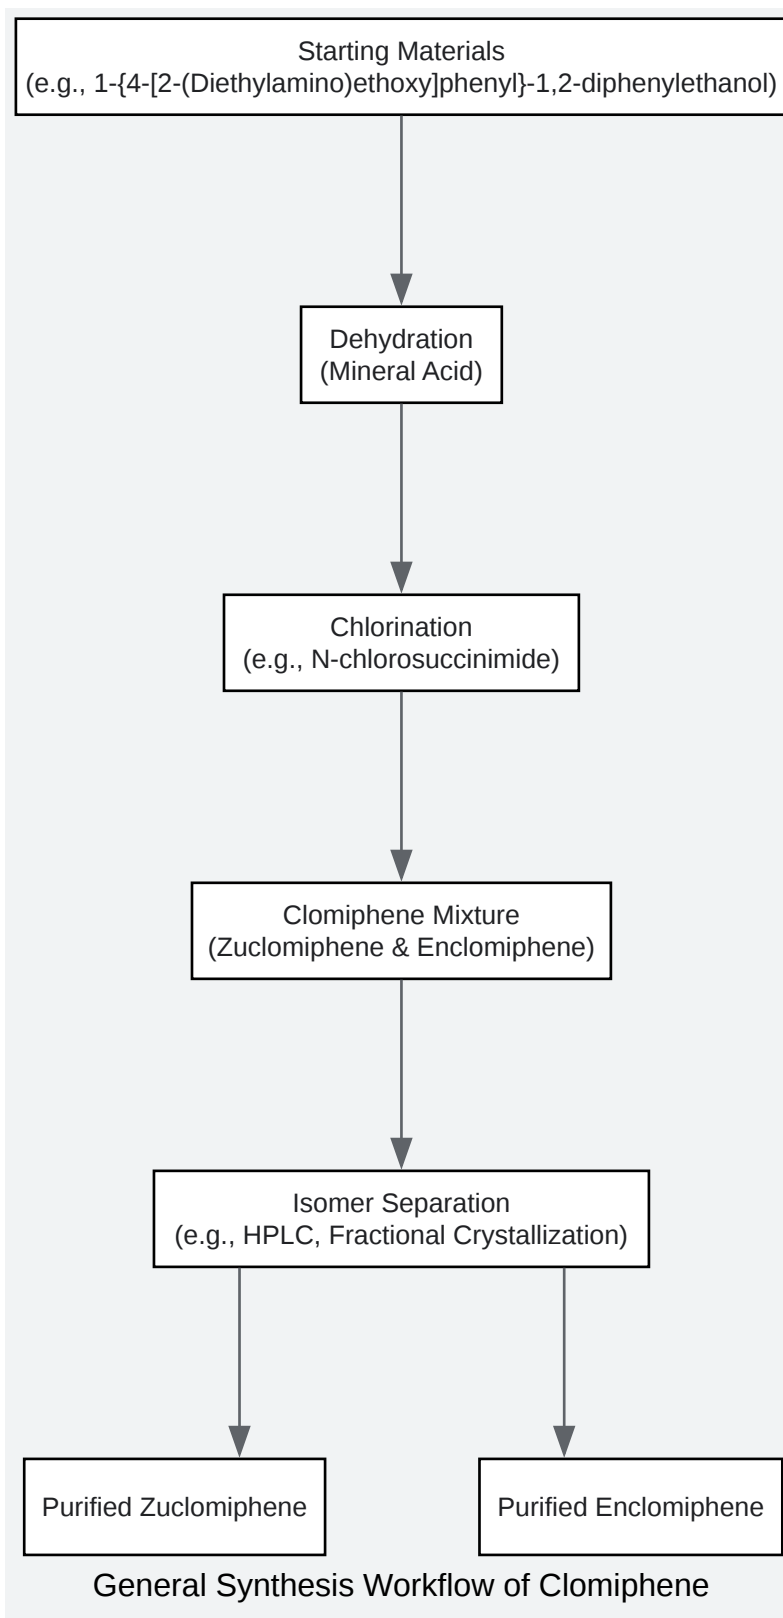 Starting Materials
(e.g., 1-{4-[2-(Diethylamino)ethoxy]phenyl}-1,2-diphenylethanol)
Dehydration
(Mineral Acid)
Chlorination
(e.g., N-chlorosuccinimide)
Clomiphene Mixture
(Zuclomiphene & Enclomiphene)
Isomer Separation
(e.g., HPLC, Fractional Crystallization)
Purified Zuclomiphene
Purified Enclomiphene
General Synthesis Workflow of Clomiphene